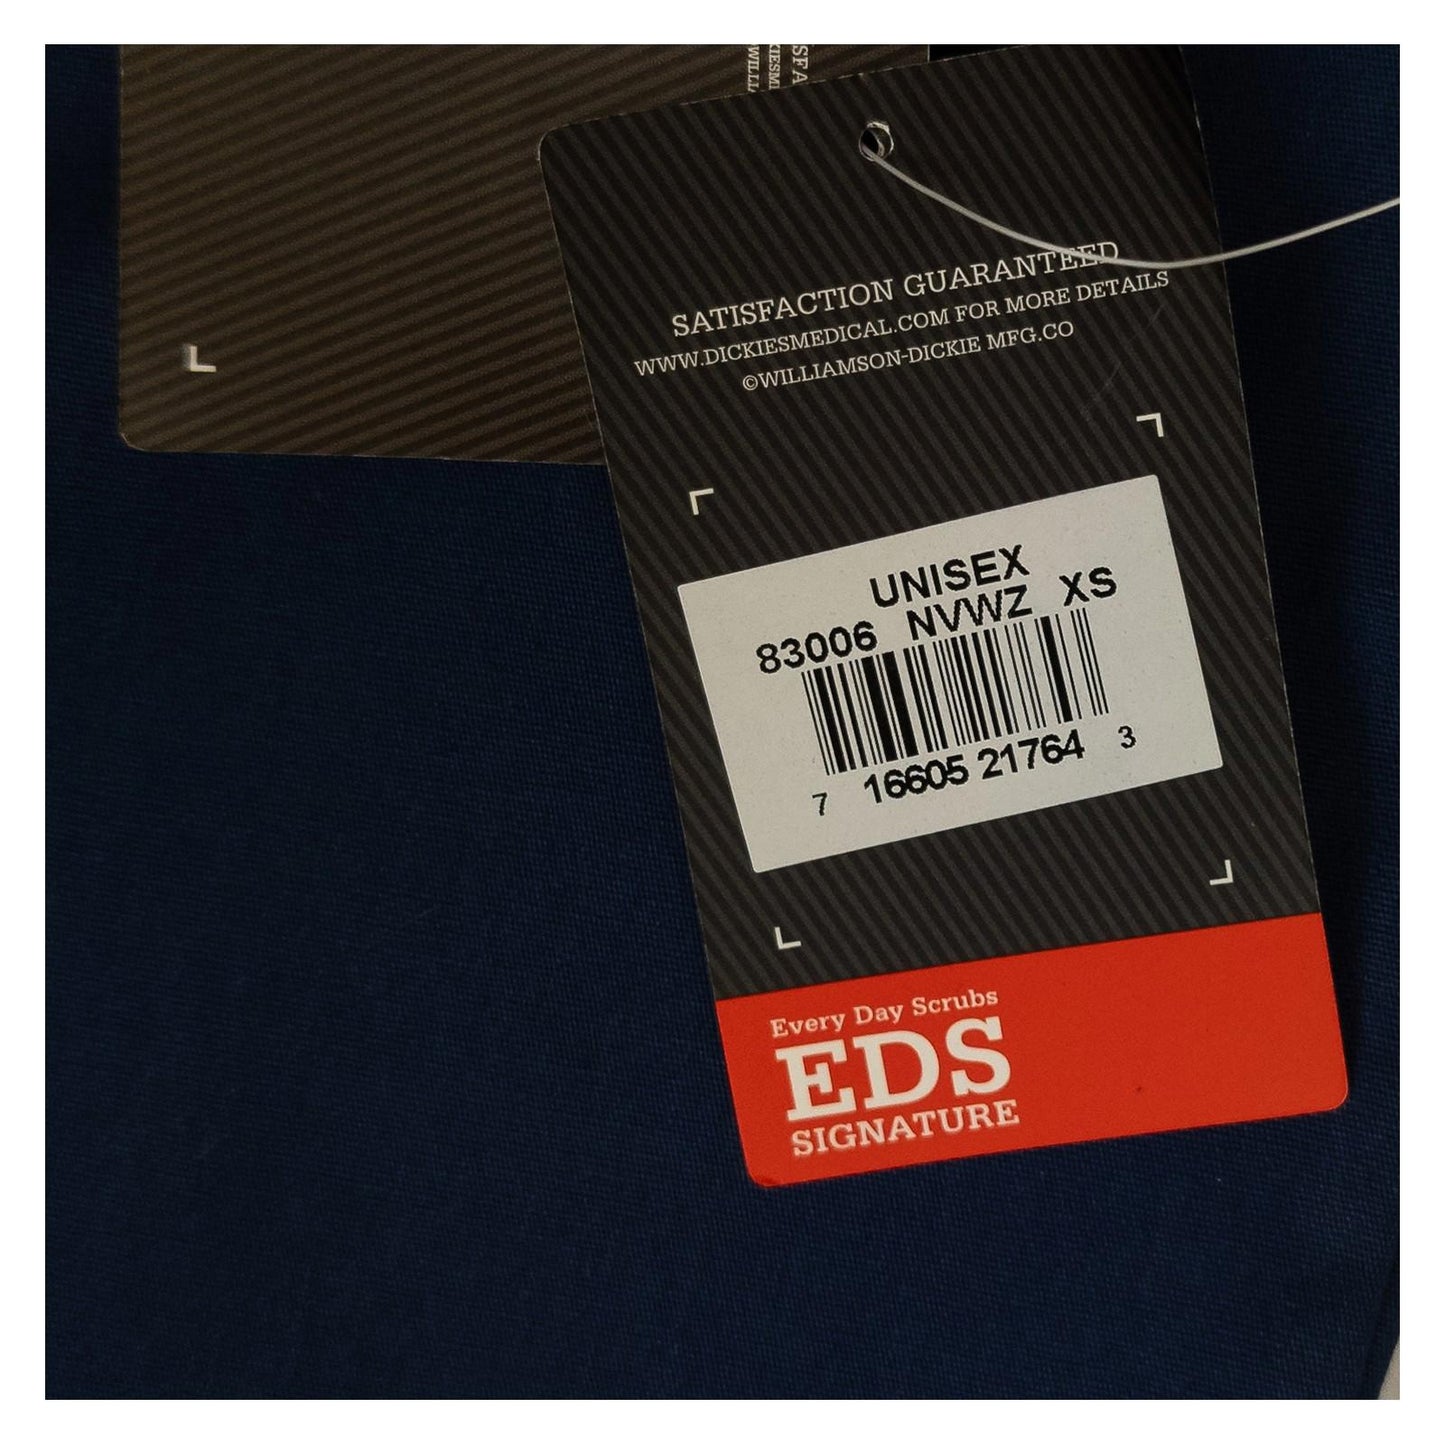 SATISFACTION GUARANTEED
WWW.DICKIESMEDICAL.COM FOR MORE DETAILS
©WILLIAMSON-DICKIE MFG.CO
UNISEX
83006 NVWZ XS
7 16605 21764 3
Every Day Scrubs
EDS
SIGNATURE